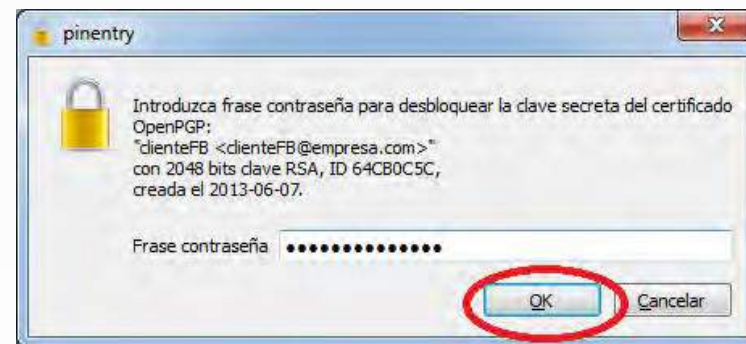 pinentry
Introduzca frase contraseña para desbloquear la clave secreta del certificado
OpenPGP:
"clienteFB <clienteFB@empresa.com>"
con 2048 bits clave RSA, ID 64CB0C5C,
creada el 2013-06-07.
Frase contraseña ••••••••••••••
OK Cancelar